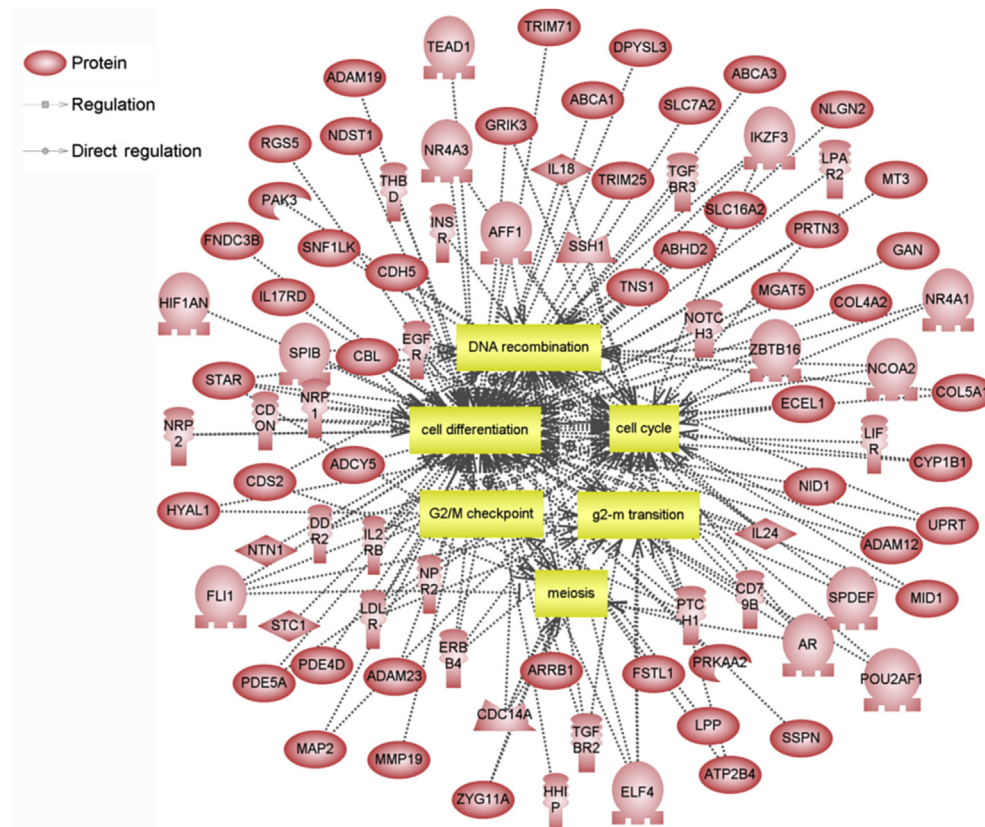 Protein
Regulation
Direct regulation
TRIM71
TEAD1
DPYSL3
ADAM19
ABCA3
ABCA1
SLC7A2
NLGN2
NDST1
GRIK3
RGS5
NR4A3
IKZF3
IL18
LPA
R2
THB
D
TRIM25
TGF
BR3
MT3
PAK3
SLC16A2
INS
R
AFF1
PRTN3
FNDC3B
SNF1LK
SSH1
ABHD2
GAN
CDH5
TNS1
MGAT5
HIF1AN
IL17RD
COL4A2
NR4A1
NOTC
H3
EGF
R
DNA recombination
SPIB
CBL
ZBTB16
NCOA2
STAR
NRP
1
ECEL1
COL5A1
CD
ON
NRP
2
cell differentiation
cell cycle
LIF
R
ADCY5
CYP1B1
CDS2
NID1
HYAL1
G2/M checkpoint
g2-m transition
UPRT
DD
R2
IL2
RB
IL24
ADAM12
NTN1
NP
R2
CD7
9B
FLI1
meiosis
SPDEF
MID1
LDL
R
PTC
H1
STC1
ERB
B4
AR
PDE4D
ARRB1
FSTL1
PRKAA2
PDE5A
ADAM23
POU2AF1
CDC14A
LPP
TGF
BR2
SSPN
MAP2
MMP19
ATP2B4
ZYG11A
HHI
P
ELF4